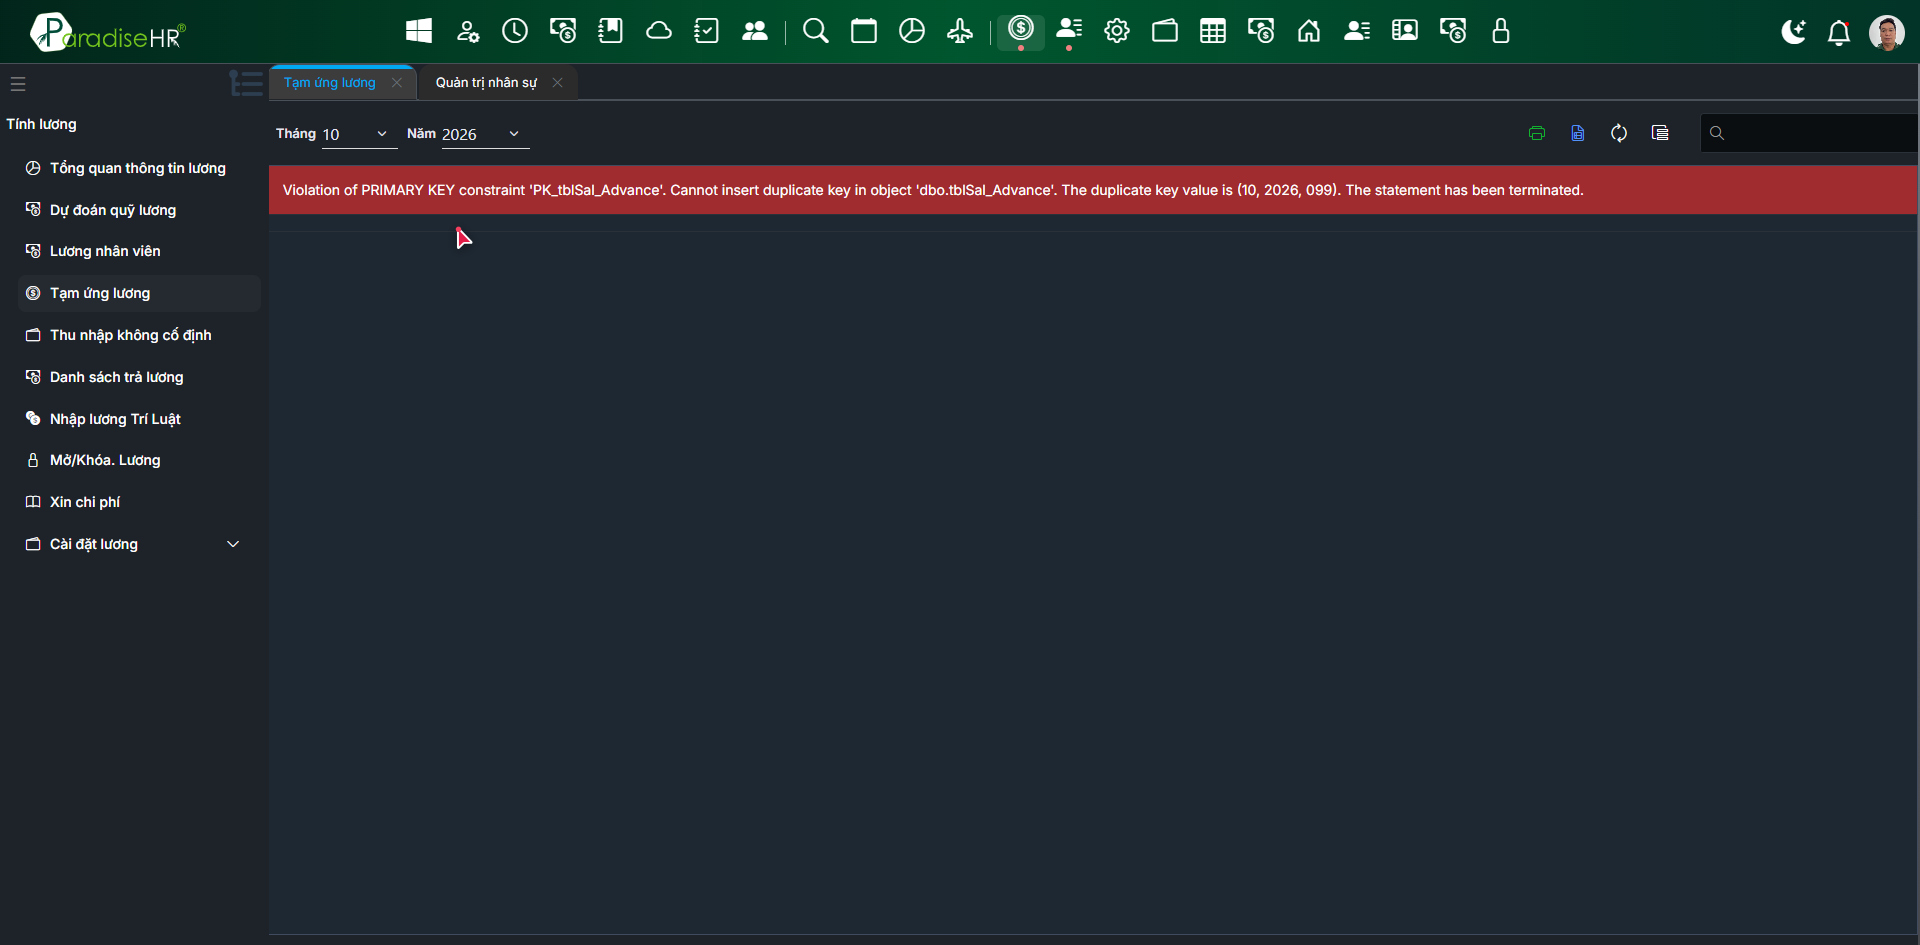 ParadiseHR®
Tạm ứng lương
Quản trị nhân sự
Tính lương
Tháng 10 Năm 2026
Violation of PRIMARY KEY constraint 'PK_tblSal_Advance'. Cannot insert duplicate key in object 'dbo.tblSal_Advance'. The duplicate key value is (10, 2026, 099). The statement has been terminated.
Tổng quan thông tin lương
Dự đoán quỹ lương
Lương nhân viên
Tạm ứng lương
Thu nhập không cố định
Danh sách trả lương
Nhập lương Trí Luật
Mở/Khóa. Lương
Xin chi phí
Cài đặt lương